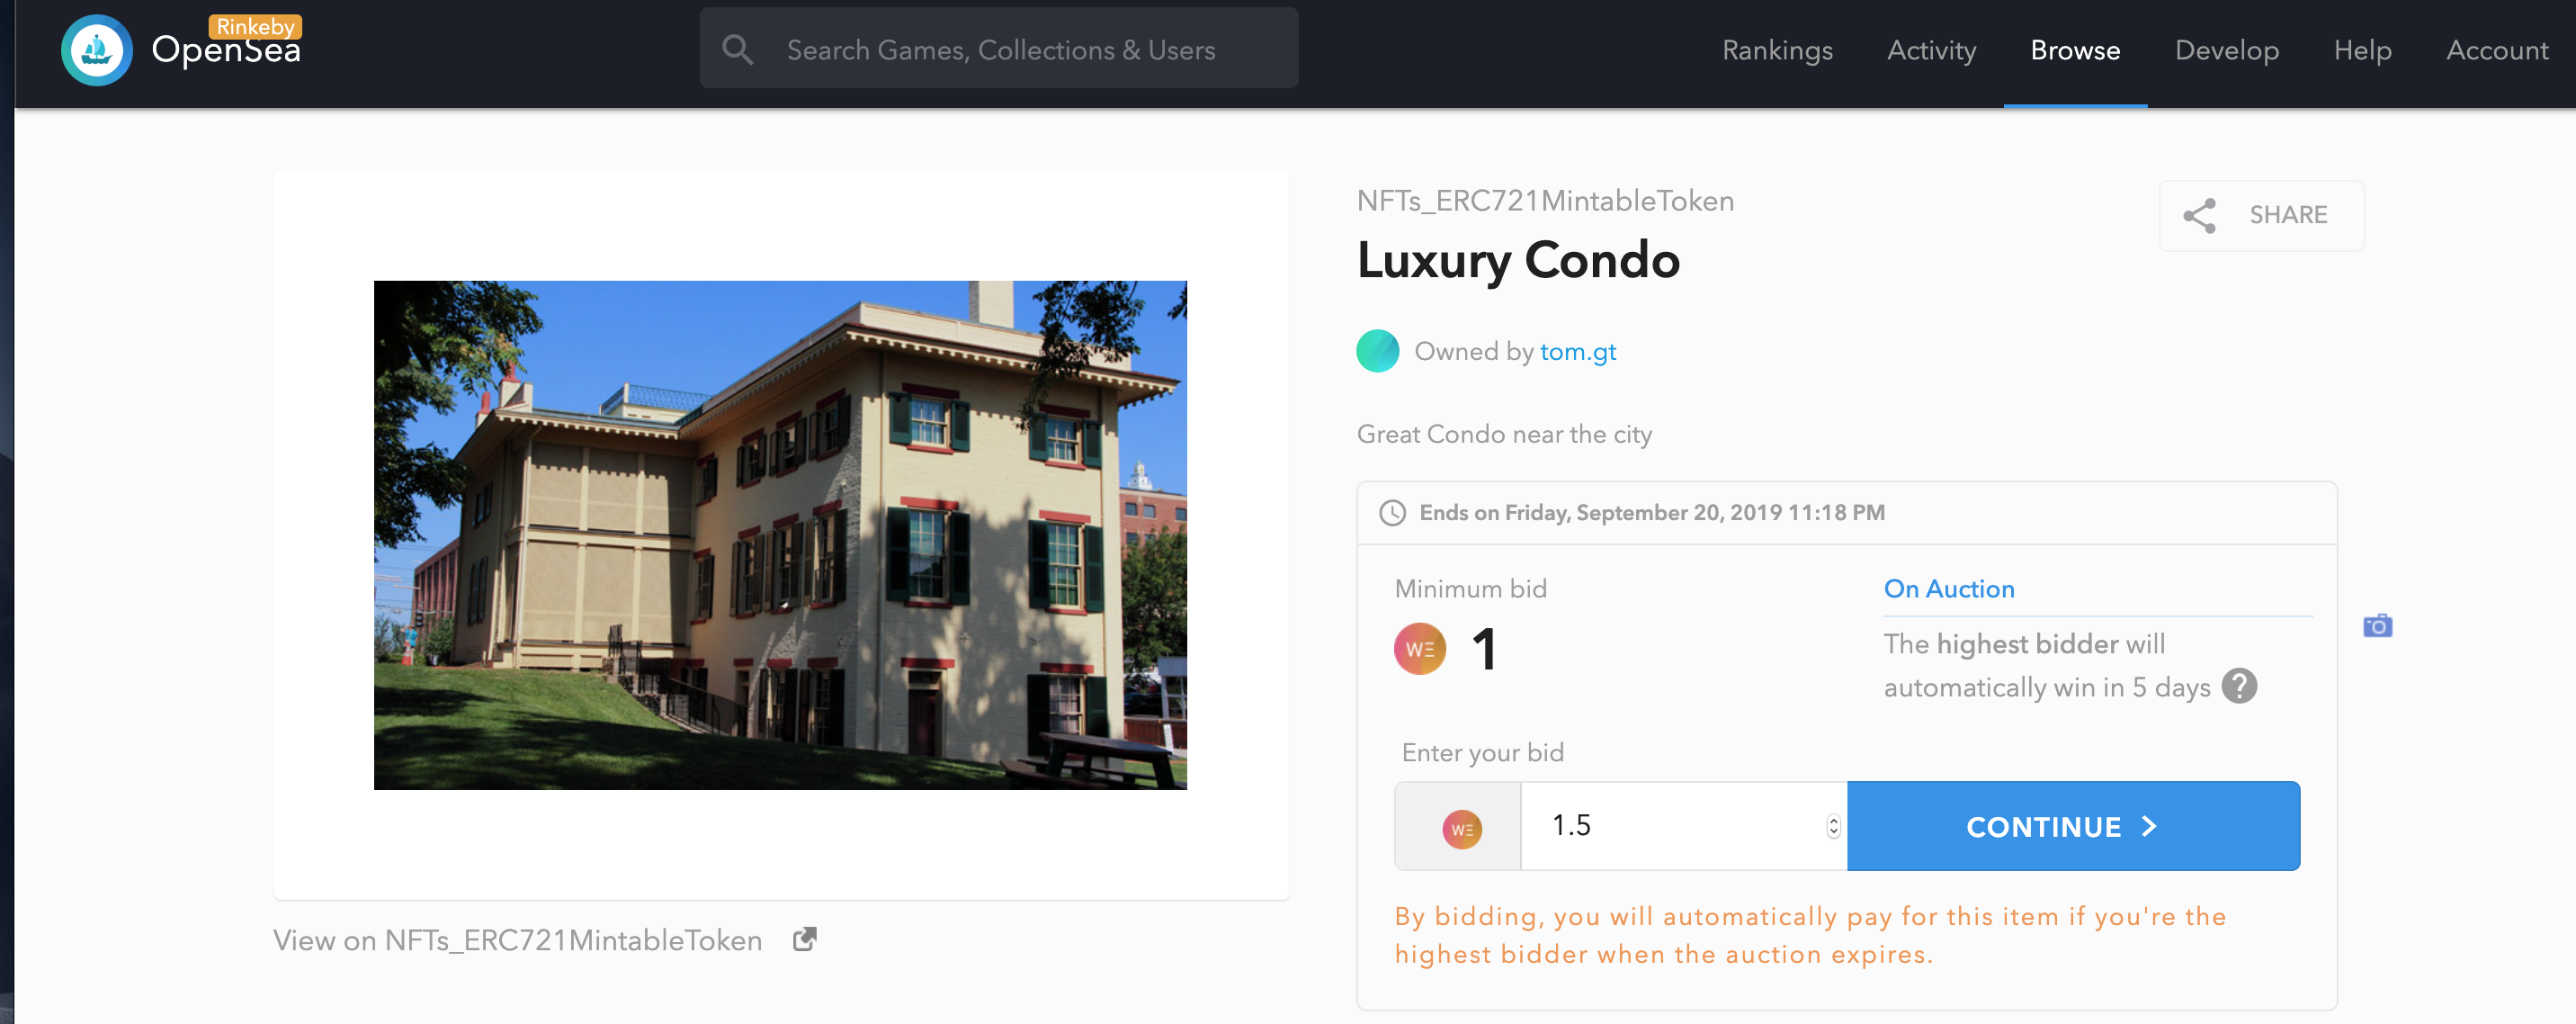 Rinkeby
OpenSea
Search Games, Collections & Users
Rankings
Activity
Browse
Develop
Help
Account
NFTs_ERC721MintableToken
SHARE
Luxury Condo
Owned by tom.gt
Great Condo near the city
Ends on Friday, September 20, 2019 11:18 PM
Minimum bid
WΞ 1
On Auction
The highest bidder will
automatically win in 5 days ?
Enter your bid
WΞ 1.5
CONTINUE
By bidding, you will automatically pay for this item if you're the
highest bidder when the auction expires.
View on NFTs_ERC721MintableToken